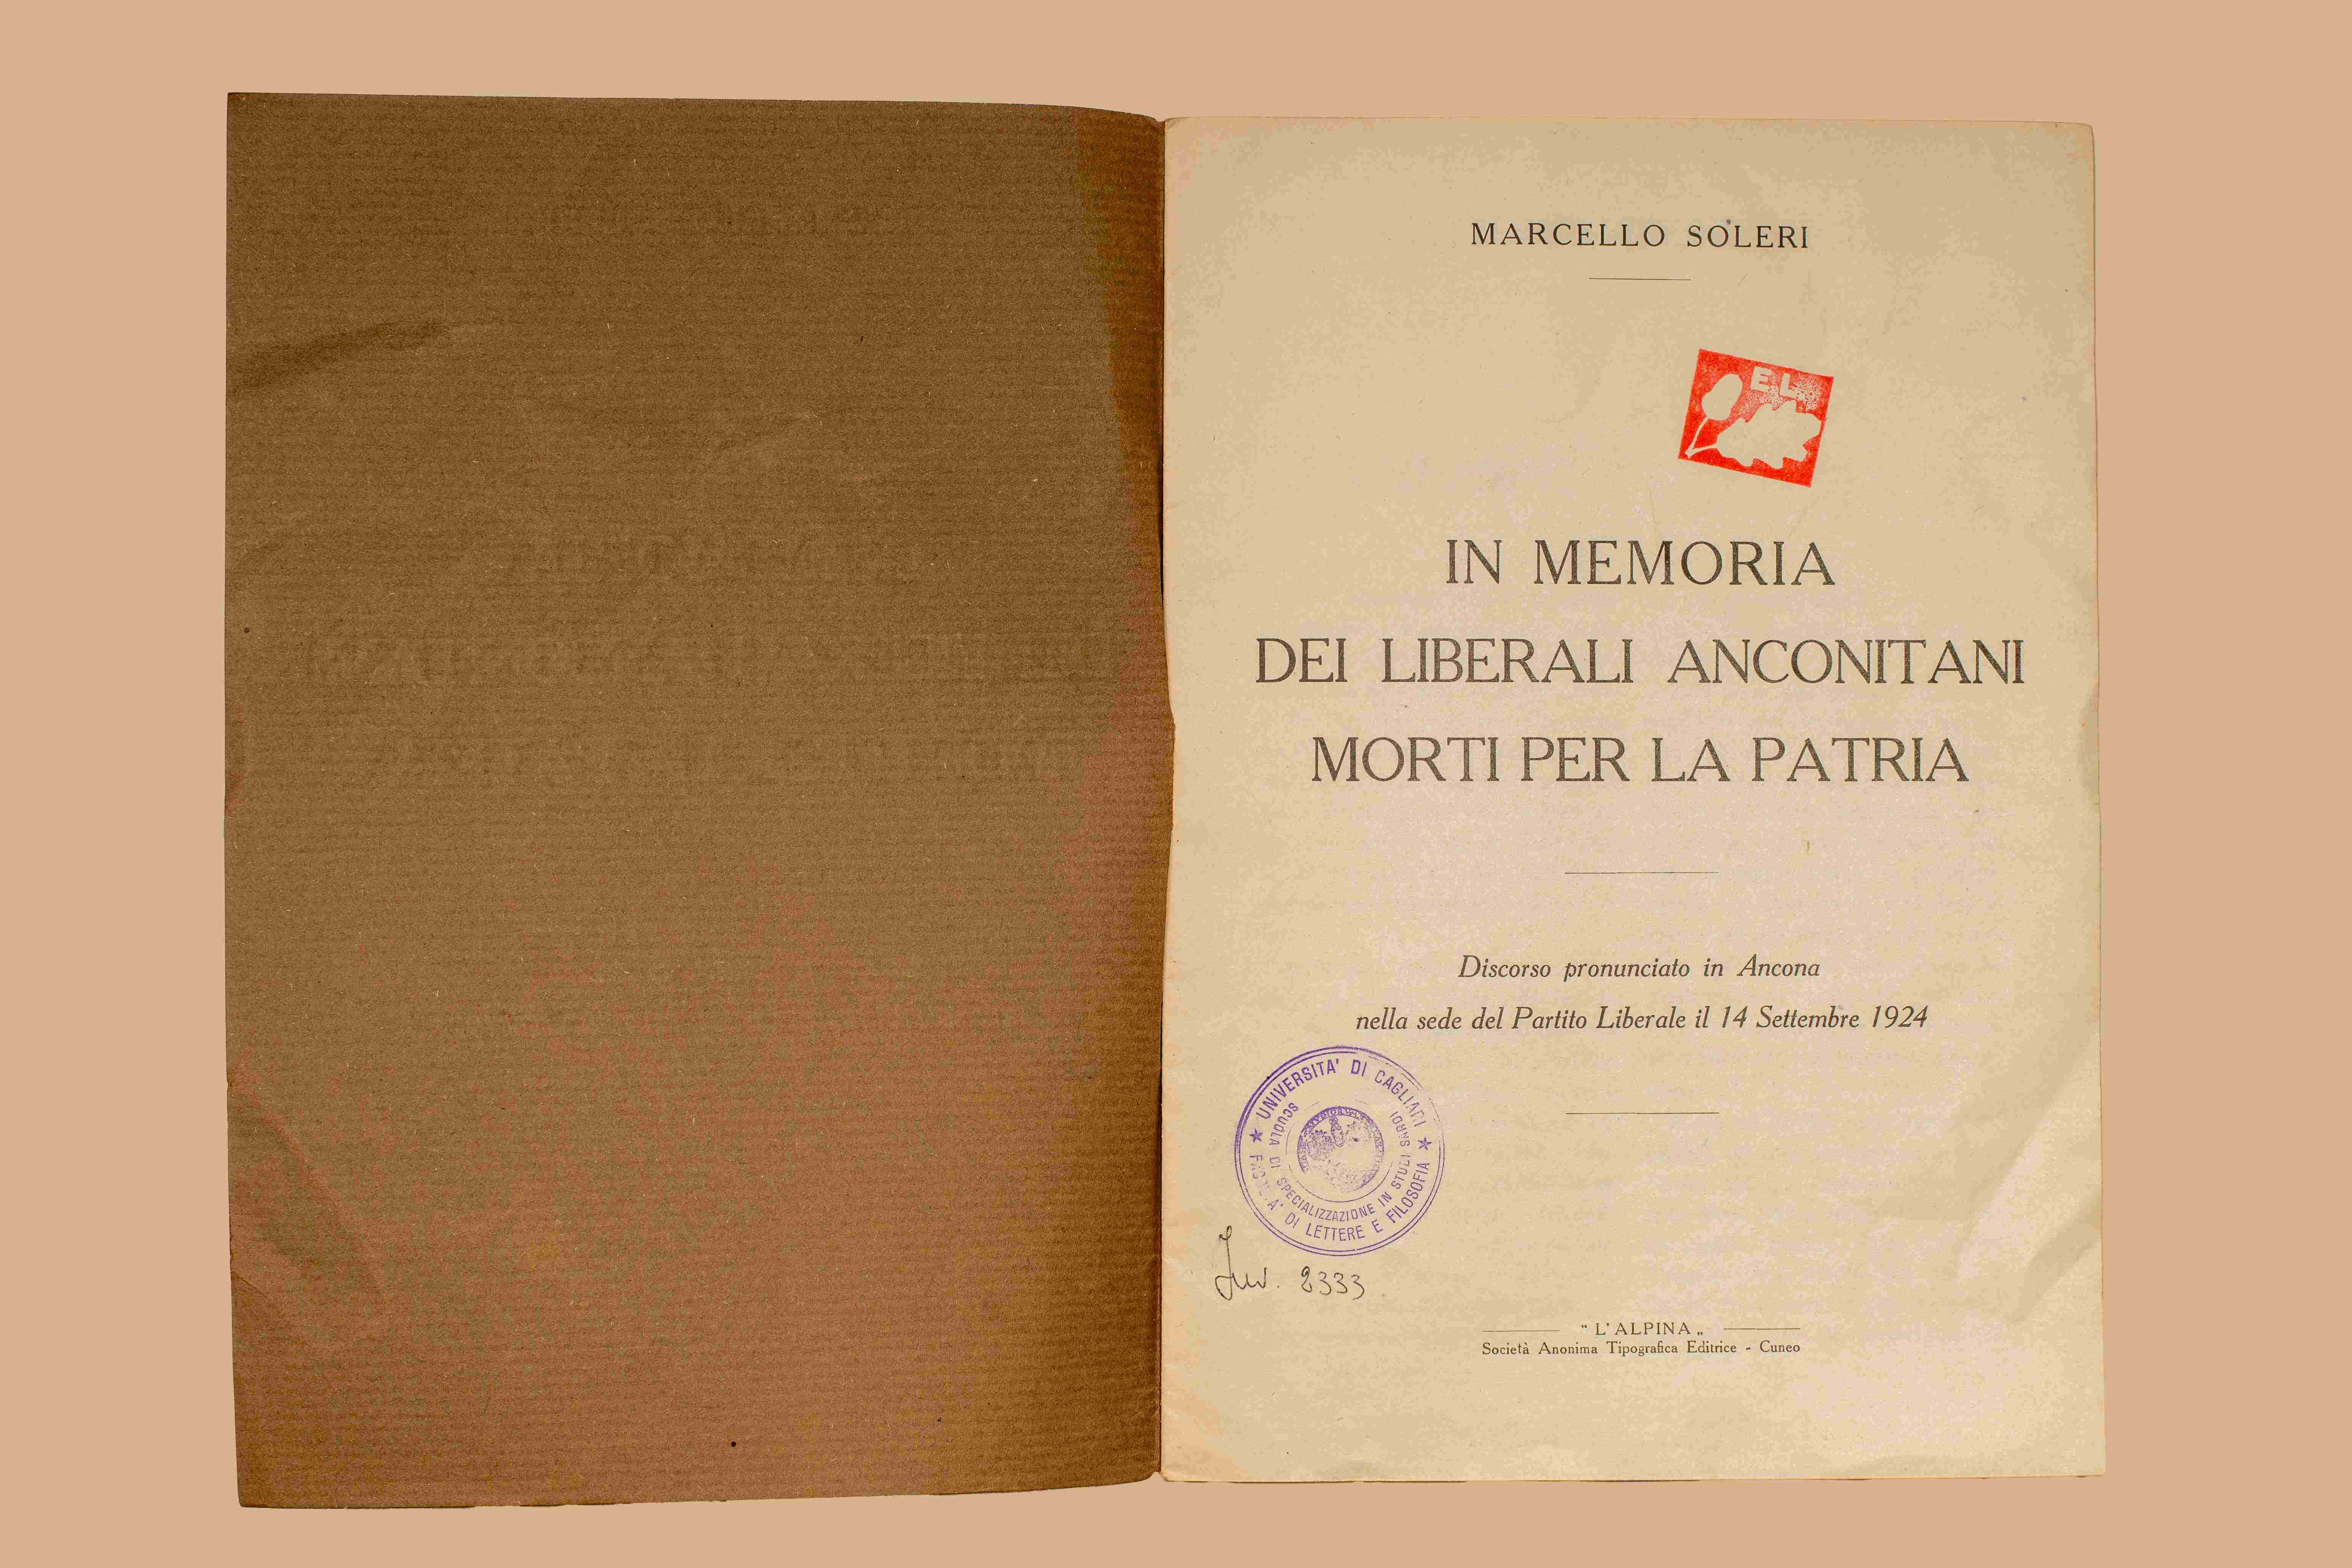 MARCELLO SOLERI
EL
IN MEMORIA
DEI LIBERALI ANCONITANI
MORTI PER LA PATRIA
Discorso pronunciato in Ancona
nella sede del Partito Liberale il 14 Settembre 1924
UNIVERSITA' DI CAGLIARI
★ FACOLTA' DI LETTERE E FILOSOFIA ★
SCUOLA DI SPECIALIZZAZIONE IN STUDI SARDI
Inv. 2333
“ L'ALPINA „
Società Anonima Tipografica Editrice - Cuneo